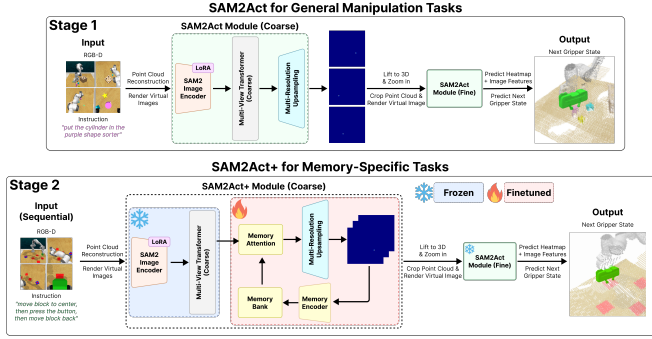 SAM2Act for General Manipulation Tasks
Stage 1
SAM2Act Module (Coarse)
Input
RGB-D
Instruction
"put the cylinder in the
purple shape sorter"
Point Cloud
Reconstruction
Render Virtual
Images
SAM2
Image
Encoder
LoRA
Multi-View Transformer
(Coarse)
Multi-Resolution
Upsampling
Lift to 3D
& Zoom in
Crop Point Cloud &
Render Virtual Image
SAM2Act
Module (Fine)
Predict Heatmap
+ Image Features
Predict Next
Gripper State
Output
Next Gripper State
SAM2Act+ for Memory-Specific Tasks
Stage 2
SAM2Act+ Module (Coarse)
Frozen
Finetuned
Input
(Sequential)
RGB-D
Instruction
"move block to center,
then press the button,
then move block back"
Point Cloud
Reconstruction
Render Virtual
Images
SAM2
Image
Encoder
LoRA
Multi-View Transformer
(Coarse)
Memory
Attention
Multi-Resolution
Upsampling
Memory
Bank
Memory
Encoder
Lift to 3D
& Zoom in
Crop Point Cloud &
Render Virtual Image
SAM2Act
Module (Fine)
Predict Heatmap
+ Image Features
Predict Next
Gripper State
Output
Next Gripper State